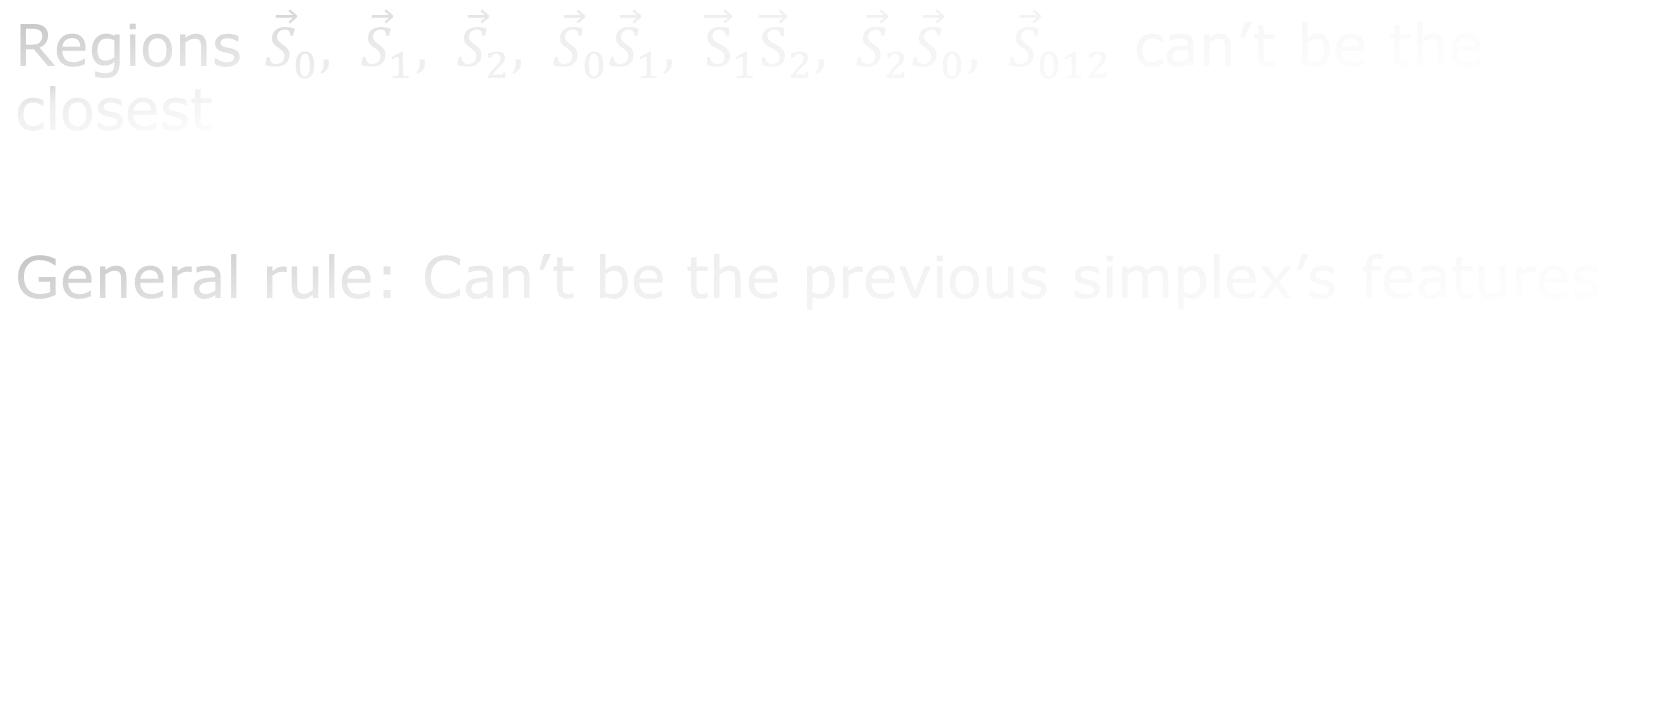 Regions S⃗₀, S⃗₁, S⃗₂, S⃗₀S⃗₁, S⃗₁S⃗₂, S⃗₂S⃗₀, S⃗₀₁₂ can’t be the
closest
General rule: Can’t be the previous simplex’s features